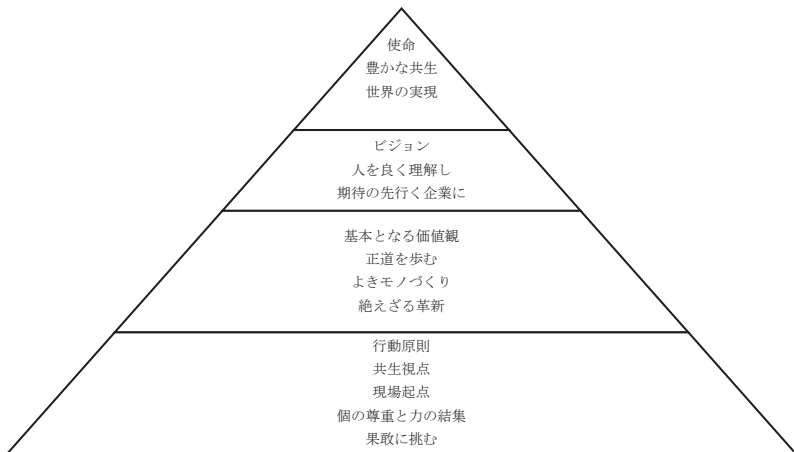 使命
豊かな共生
世界の実現
ビジョン
人を良く理解し
期待の先行く企業に
基本となる価値観
正道を歩む
よきモノづくり
絶えざる革新
行動原則
共生視点
現場起点
個の尊重と力の結集
果敢に挑む